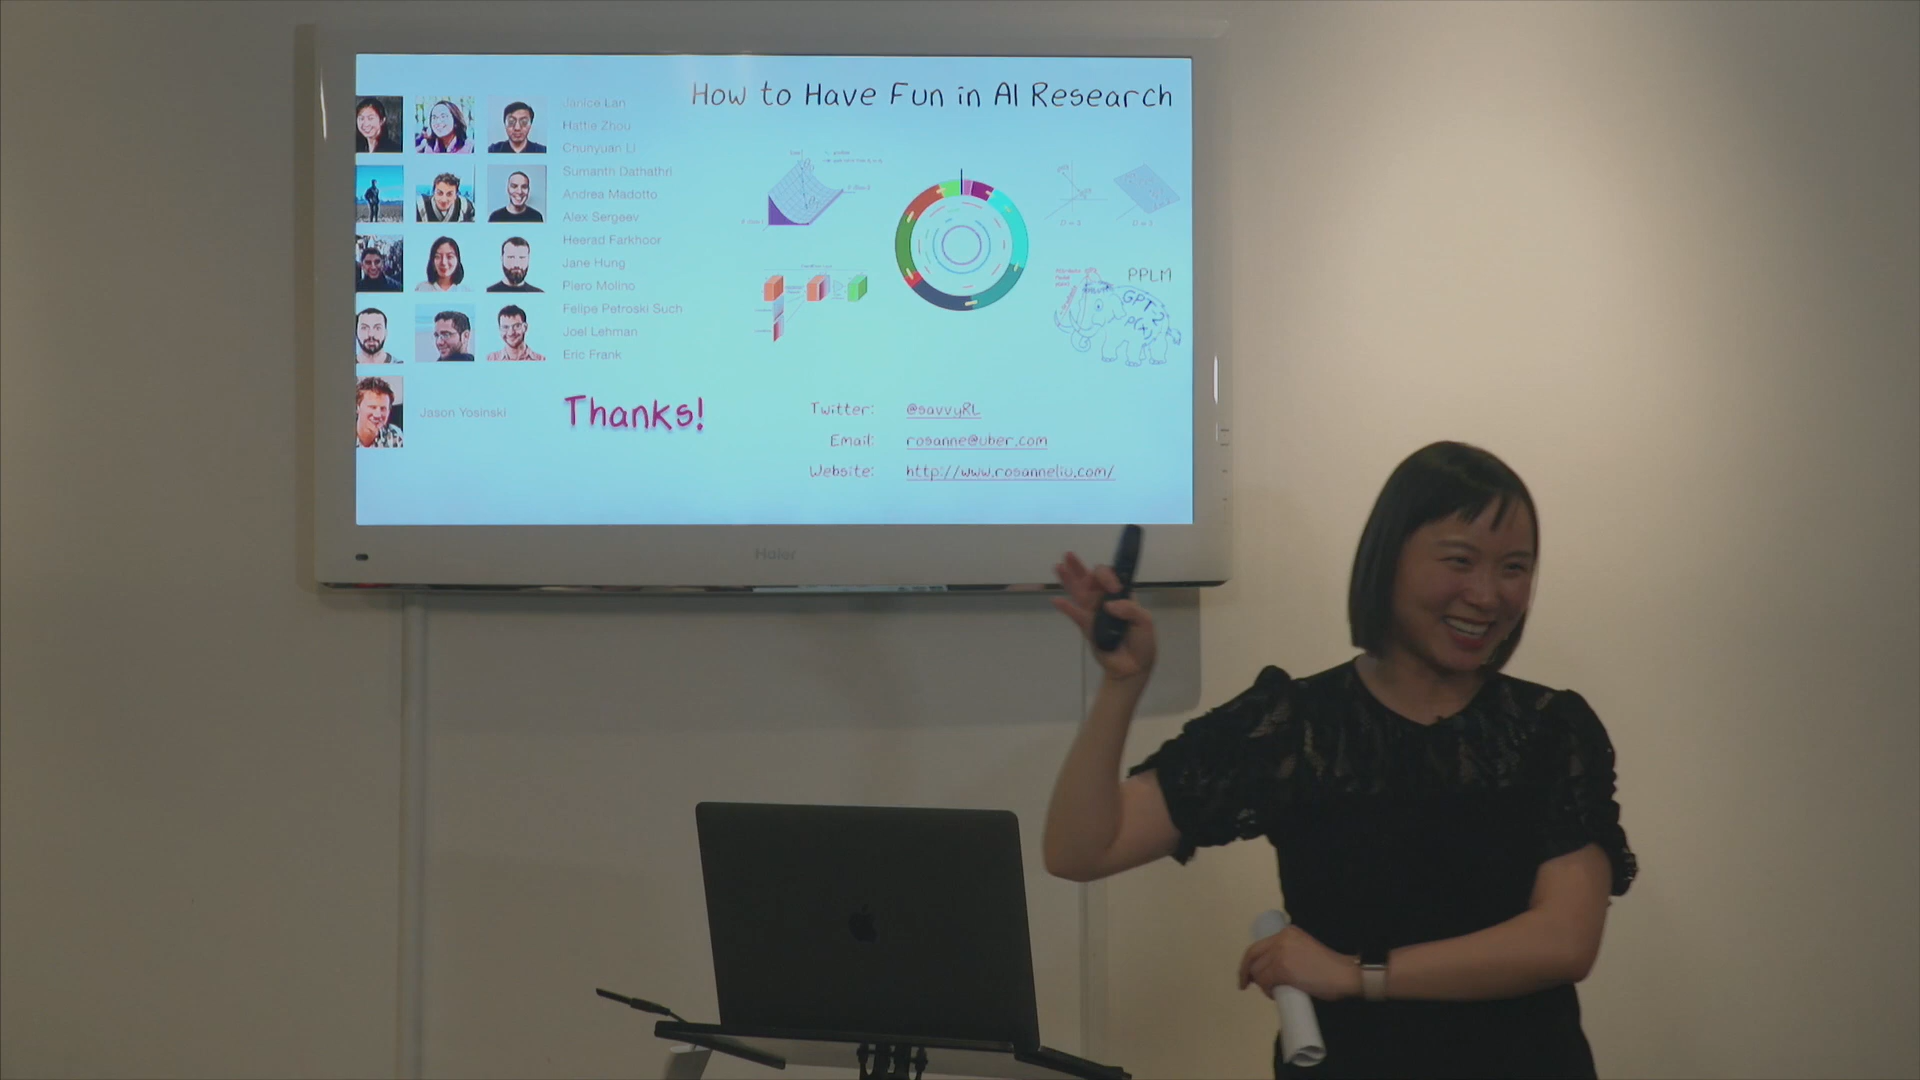 How to Have Fun in AI Research
Janice Lan
Hattie Zhou
Chunyuan Li
Sumanth Dathathri
Andrea Madotto
Alex Sergeev
Heerad Farkhoor
Jane Hung
Piero Molino
Felipe Petroski Such
Joel Lehman
Eric Frank
Jason Yosinski
Thanks!
PPLM
GPT-2
p(x)
Twitter: @savvyRL
Email: rosanne@uber.com
Website: http://www.rosanneliu.com/
Haier